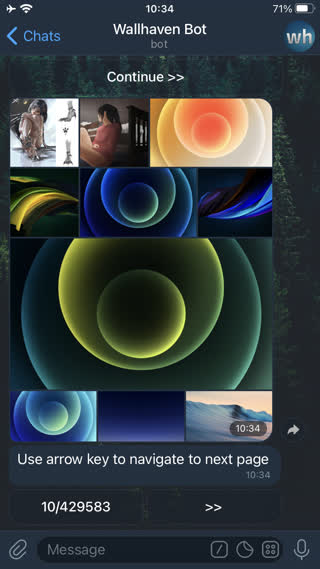 10:34
71%
Chats
Wallhaven Bot
bot
wh
Continue >>
10:34
Use arrow key to navigate to next page
10:34
10/429583
>>
Message